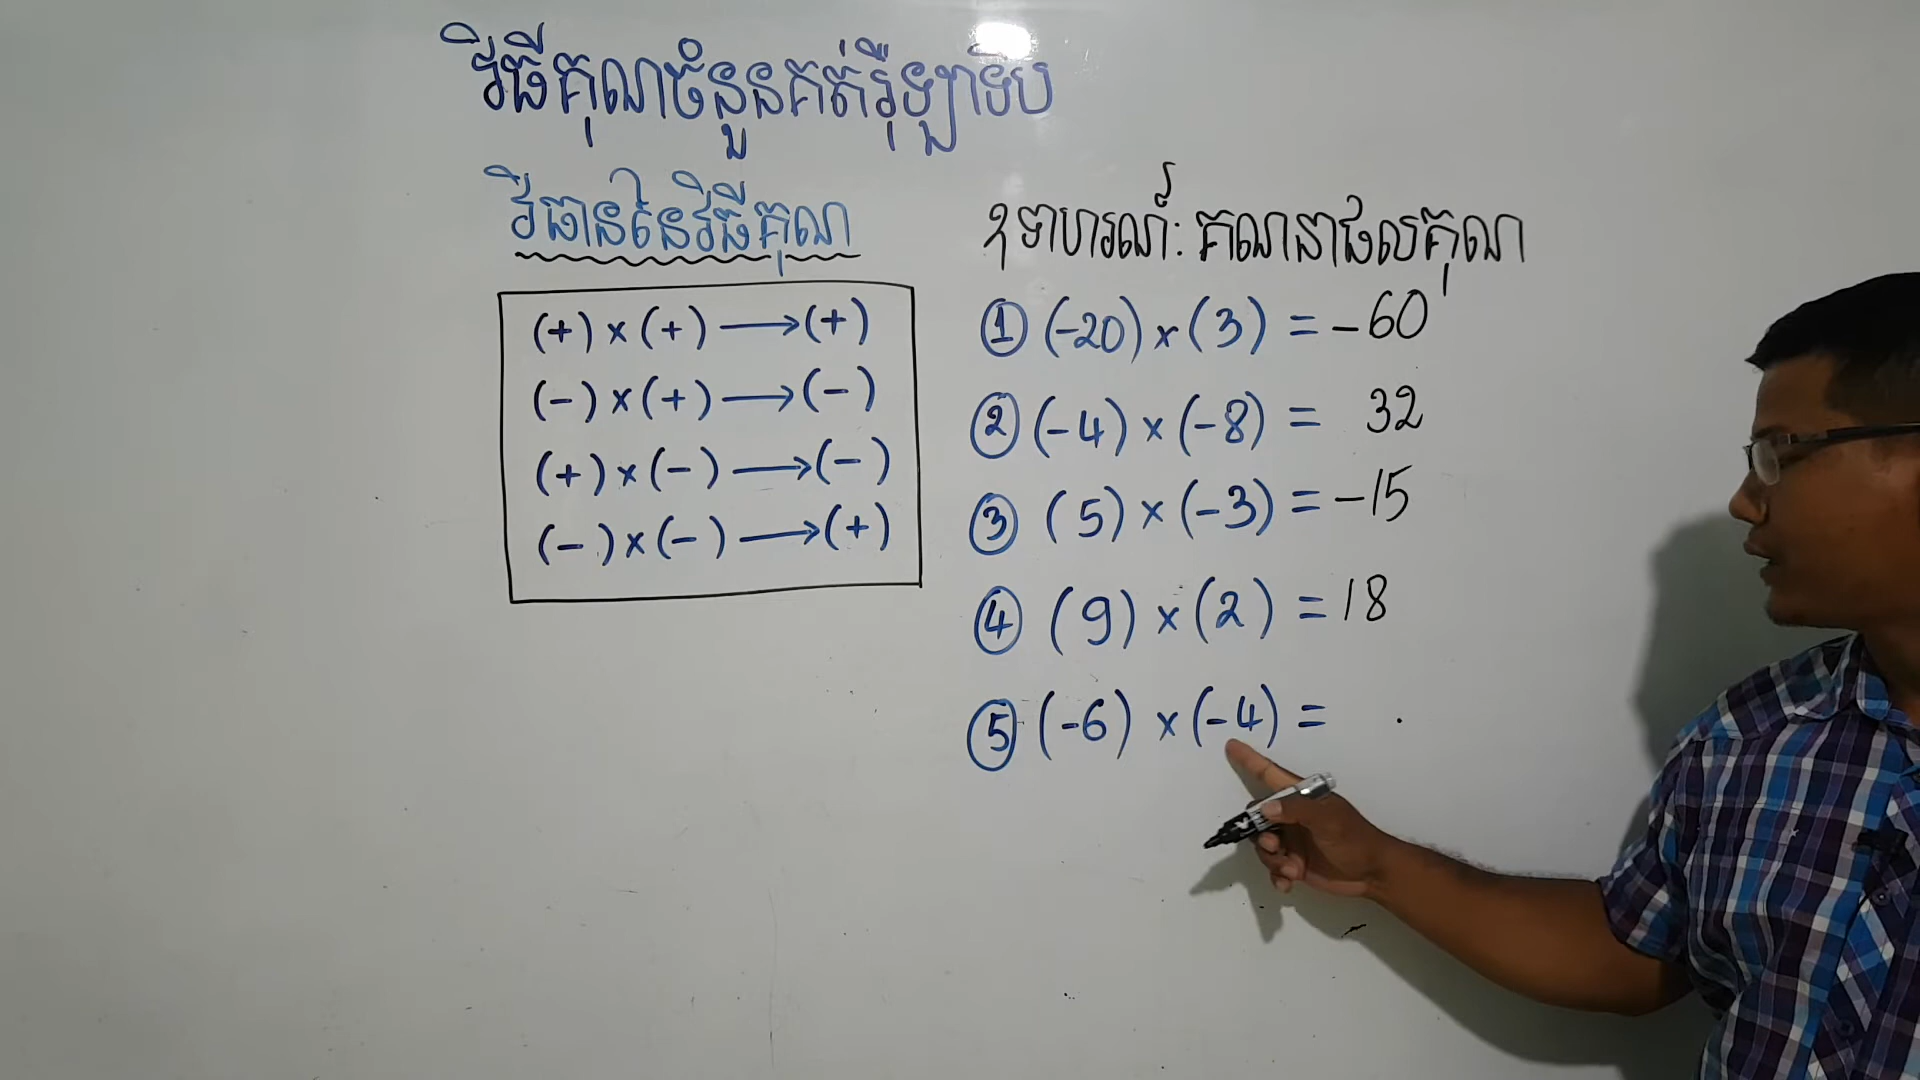 វិធីគុណចំនួនគត់រ៉ឺឡាទីប
វិធាននៃវិធីគុណ
(+) × (+) ⟶ (+)
(-) × (+) ⟶ (-)
(+) × (-) ⟶ (-)
(-) × (-) ⟶ (+)
ឧទាហរណ៍: គណនាផលគុណ
① (-20) × (3) = -60
② (-4) × (-8) = 32
③ (5) × (-3) = -15
④ (9) × (2) = 18
⑤ (-6) × (-4) =